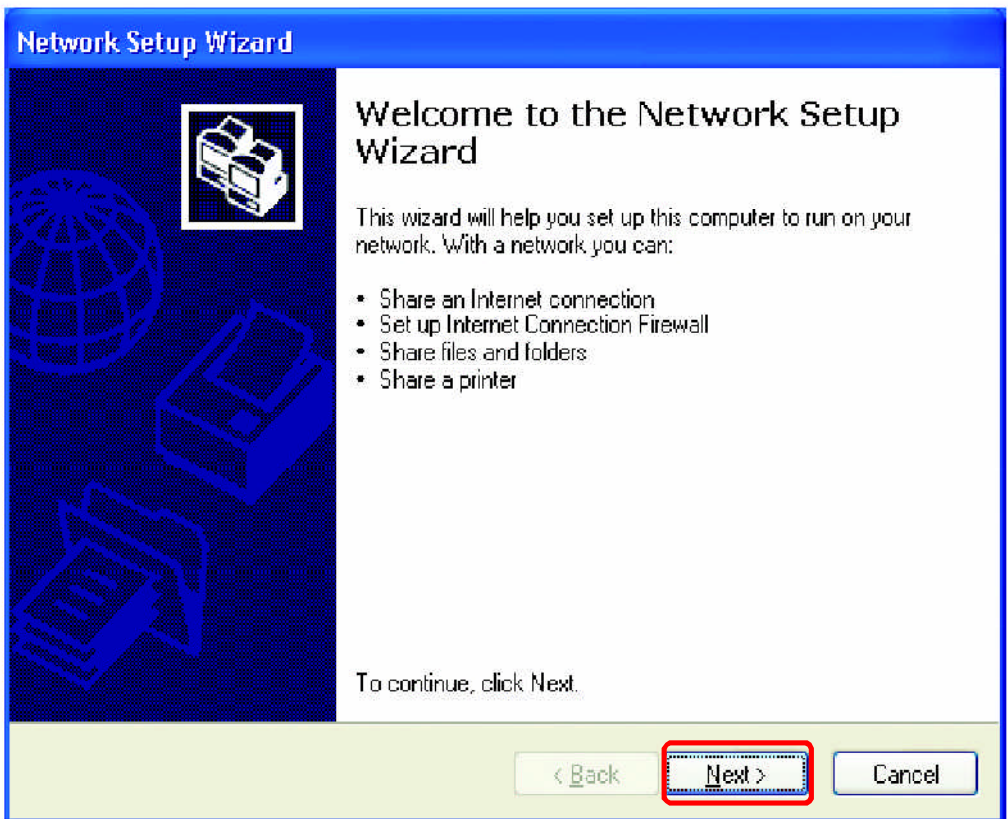 Network Setup Wizard
Welcome to the Network Setup
Wizard
This wizard will help you set up this computer to run on your
network. With a network you can:
• Share an Internet connection
• Set up Internet Connection Firewall
• Share files and folders
• Share a printer
To continue, click Next.
< Back Next > Cancel